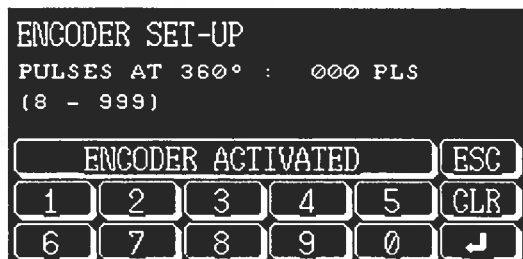 ENCODER SET-UP
PULSES AT 360° : 000 PLS
(8 - 999)
ENCODER ACTIVATED ESC
1 2 3 4 5 CLR
6 7 8 9 0 ↵